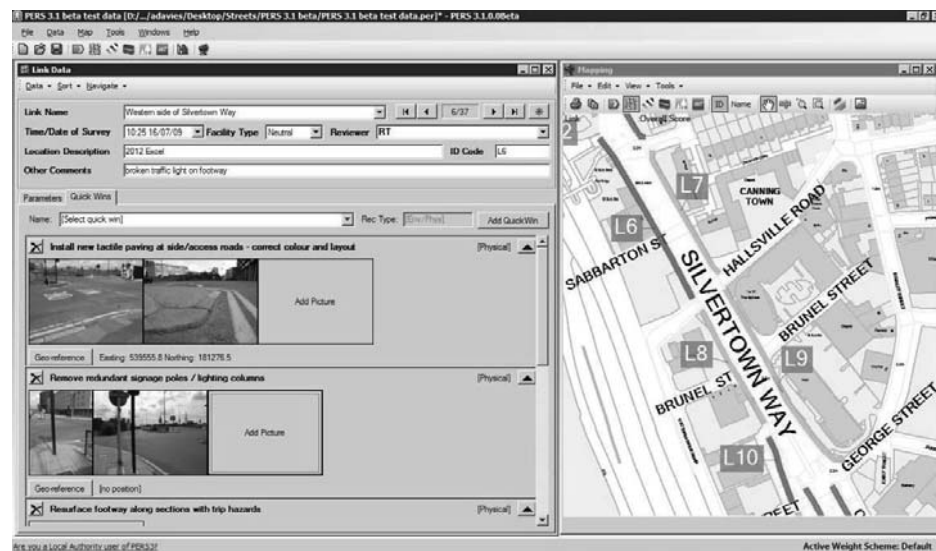 PERS 3.1 beta test data [D:/.../adavies/Desktop/Streets/PERS 3.1 beta/PERS 3.1 beta test data.per]* - PERS 3.1.0.0Beta
File Data Map Tools Windows Help
Link Data
Data Sort Navigate
Link Name Western side of Silvertown Way 6/37
Time/Date of Survey 10:25 16/07/09 Facility Type Neutral Reviewer RT
Location Description 2012 Excel ID Code L6
Other Comments broken traffic light on footway
Parameters Quick Wins
Name: [Select quick win] Rec Type: [Env/Phys] Add QuickWin
Install new tactile paving at side/access roads - correct colour and layout [Physical]
Add Picture
Geo-reference Easting: 539555.8 Northing: 181276.5
Remove redundant signage poles / lighting columns [Physical]
Add Picture
Geo-reference [no position]
Resurface footway along sections with trip hazards [Physical]
Mapping
File Edit View Tools
ID Name
Link Overall Score
2
L7
CANNING
TOWN
L6
HALLSVILLE ROAD
SABBARTON ST
SILVERTOWN WAY
BRUNEL STREET
L8
L9
BRUNEL ST
GEORGE STREET
L10
STREET
Are you a Local Authority user of PERS3? Active Weight Scheme: Default